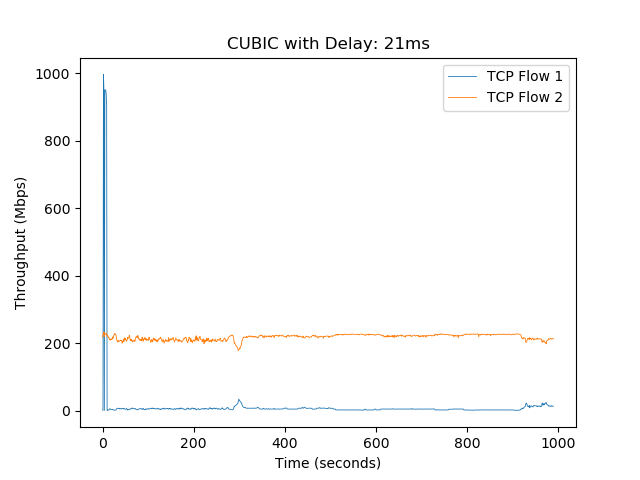 CUBIC with Delay: 21ms
TCP Flow 1
TCP Flow 2
Throughput (Mbps)
1000
800
600
400
200
0
0 200 400 600 800 1000
Time (seconds)